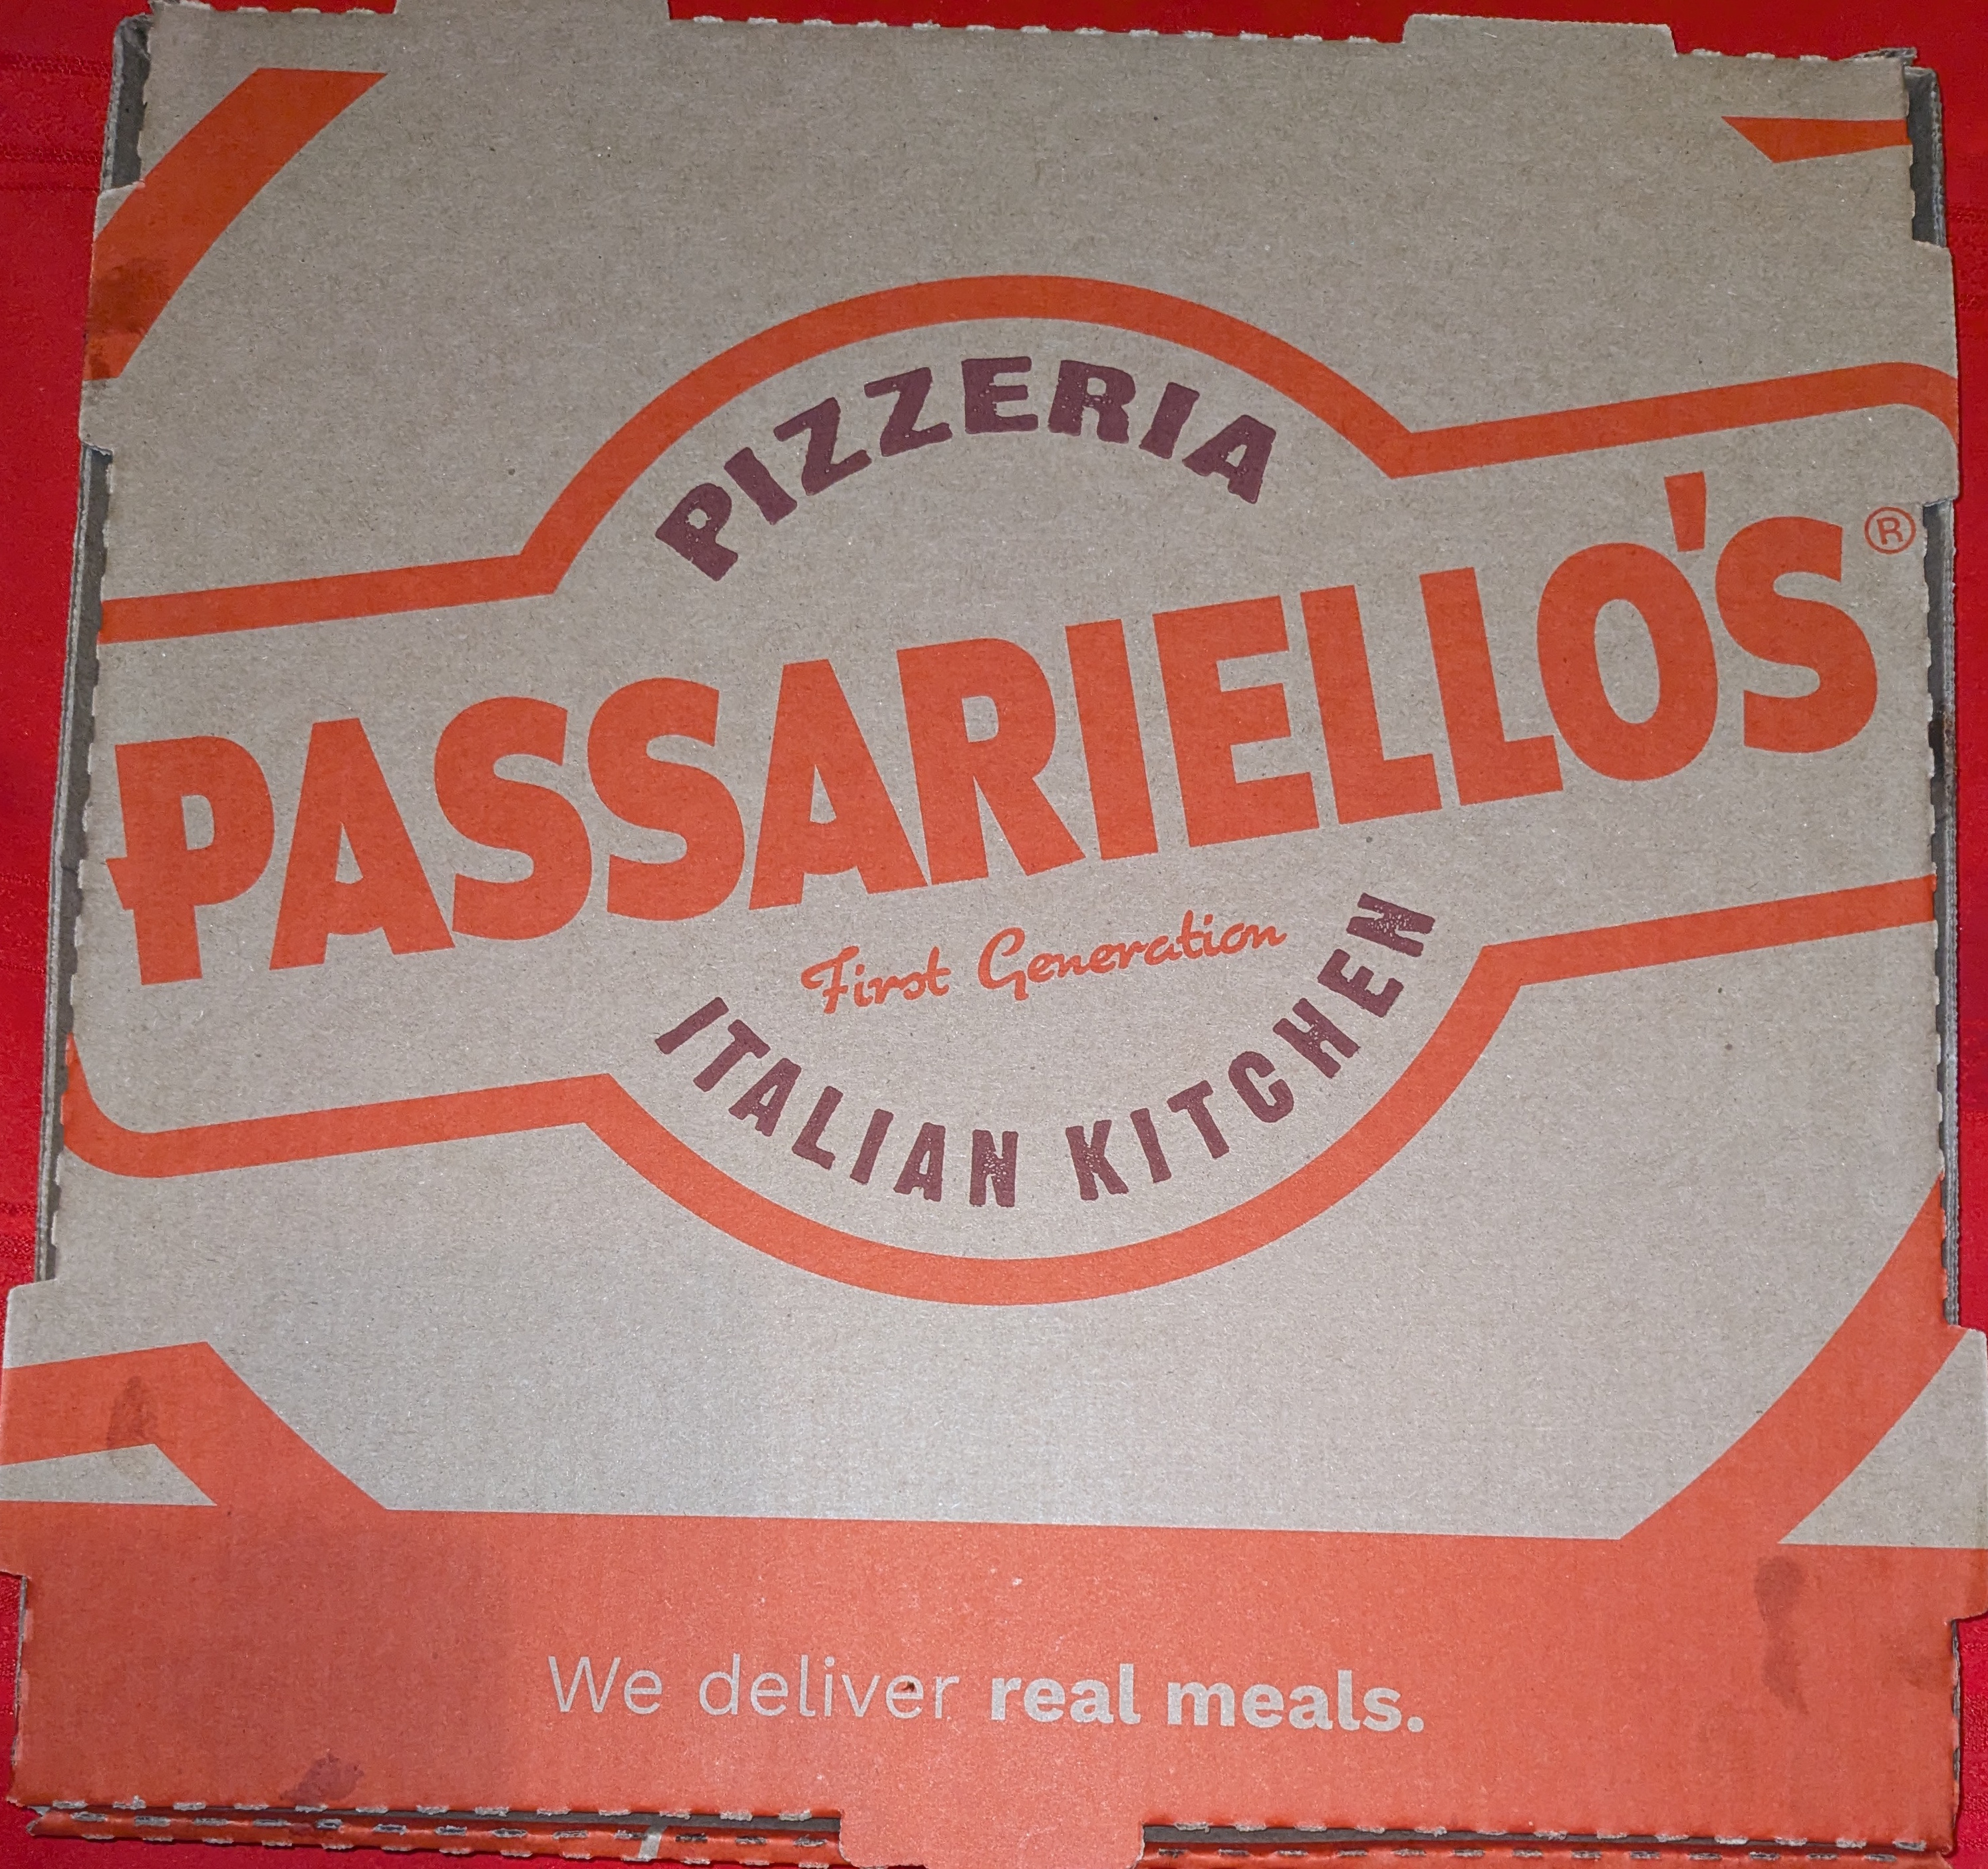 PIZZERIA
PASSARIELLO'S®
First Generation
ITALIAN KITCHEN
We deliver real meals.